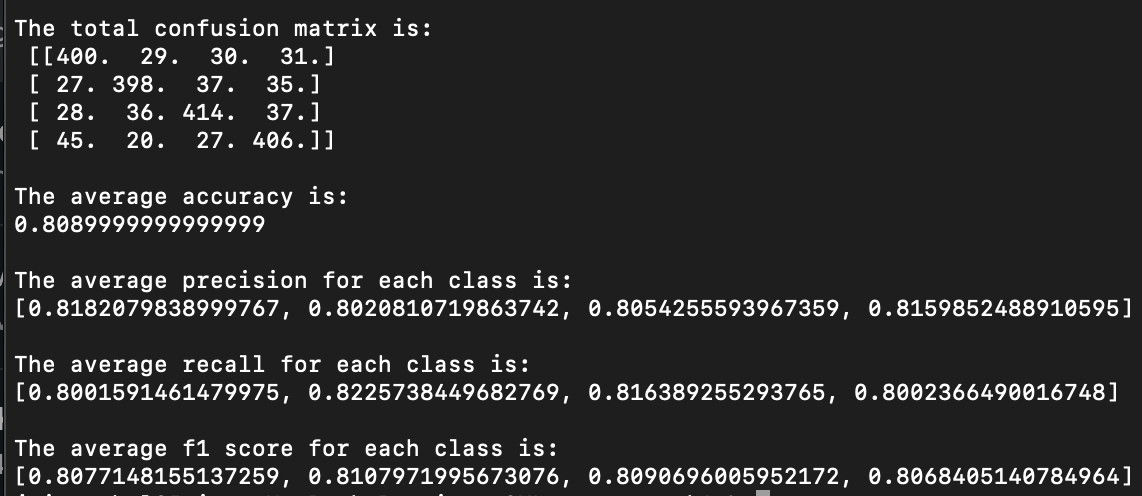 The total confusion matrix is:
[[400.  29.  30.  31.]
[ 27. 398.  37.  35.]
[ 28.  36. 414.  37.]
[ 45.  20.  27. 406.]]
The average accuracy is:
0.8089999999999999
The average precision for each class is:
[0.8182079838999767, 0.8020810719863742, 0.8054255593967359, 0.8159852488910595]
The average recall for each class is:
[0.8001591461479975, 0.8225738449682769, 0.816389255293765, 0.8002366490016748]
The average f1 score for each class is:
[0.8077148155137259, 0.8107971995673076, 0.8090696005952172, 0.8068405140784964]